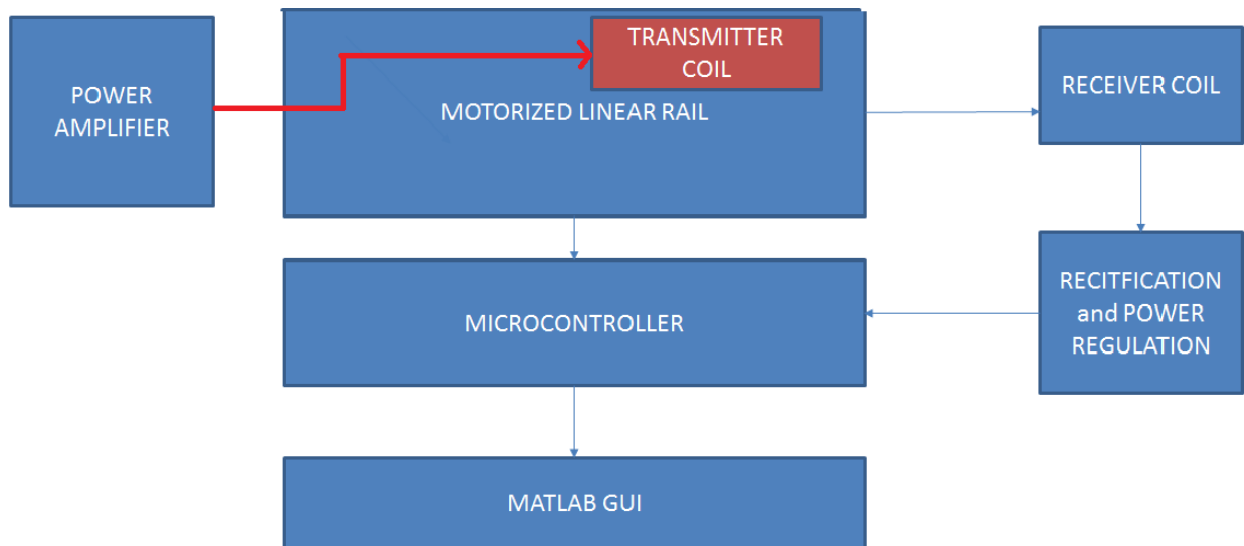 POWER
AMPLIFIER
TRANSMITTER
COIL
MOTORIZED LINEAR RAIL
RECEIVER COIL
MICROCONTROLLER
RECITFICATION
and POWER
REGULATION
MATLAB GUI